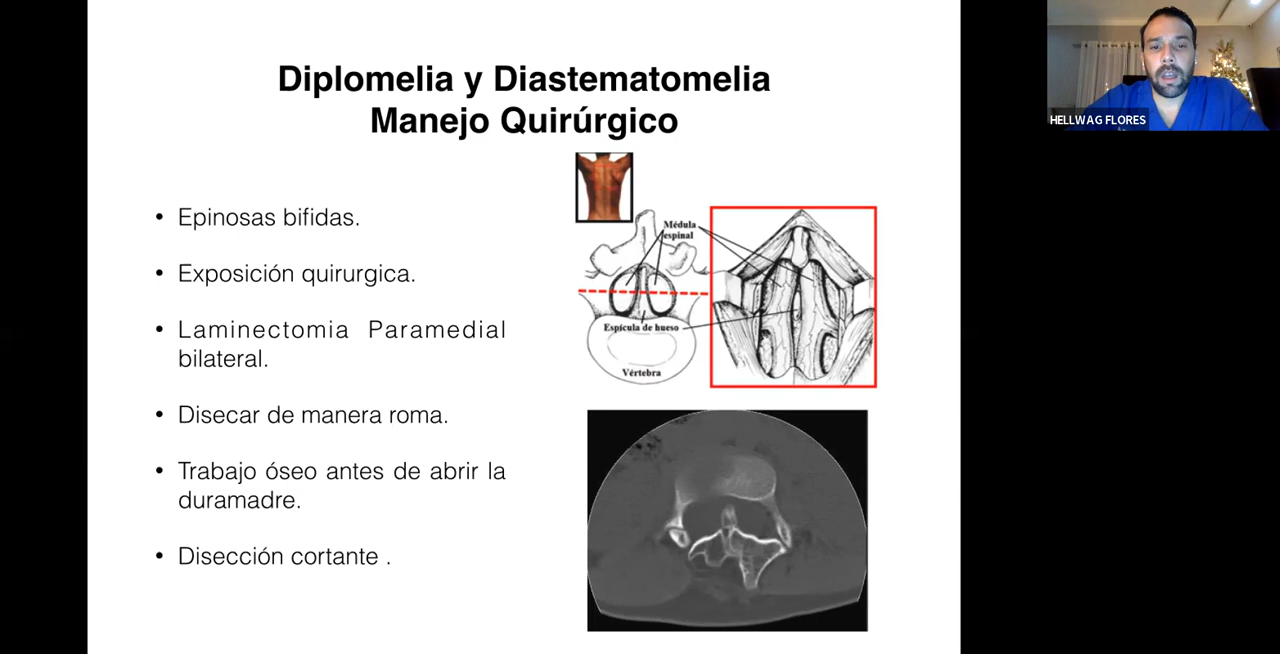 Diplomelia y Diastematomelia
Manejo Quirúrgico
• Epinosas bifidas.
• Exposición quirurgica.
• Laminectomia Paramedial
bilateral.
• Disecar de manera roma.
• Trabajo óseo antes de abrir la
duramadre.
• Disección cortante .
Médula
espinal
Espícula de hueso
Vértebra
HELLWAG FLORES